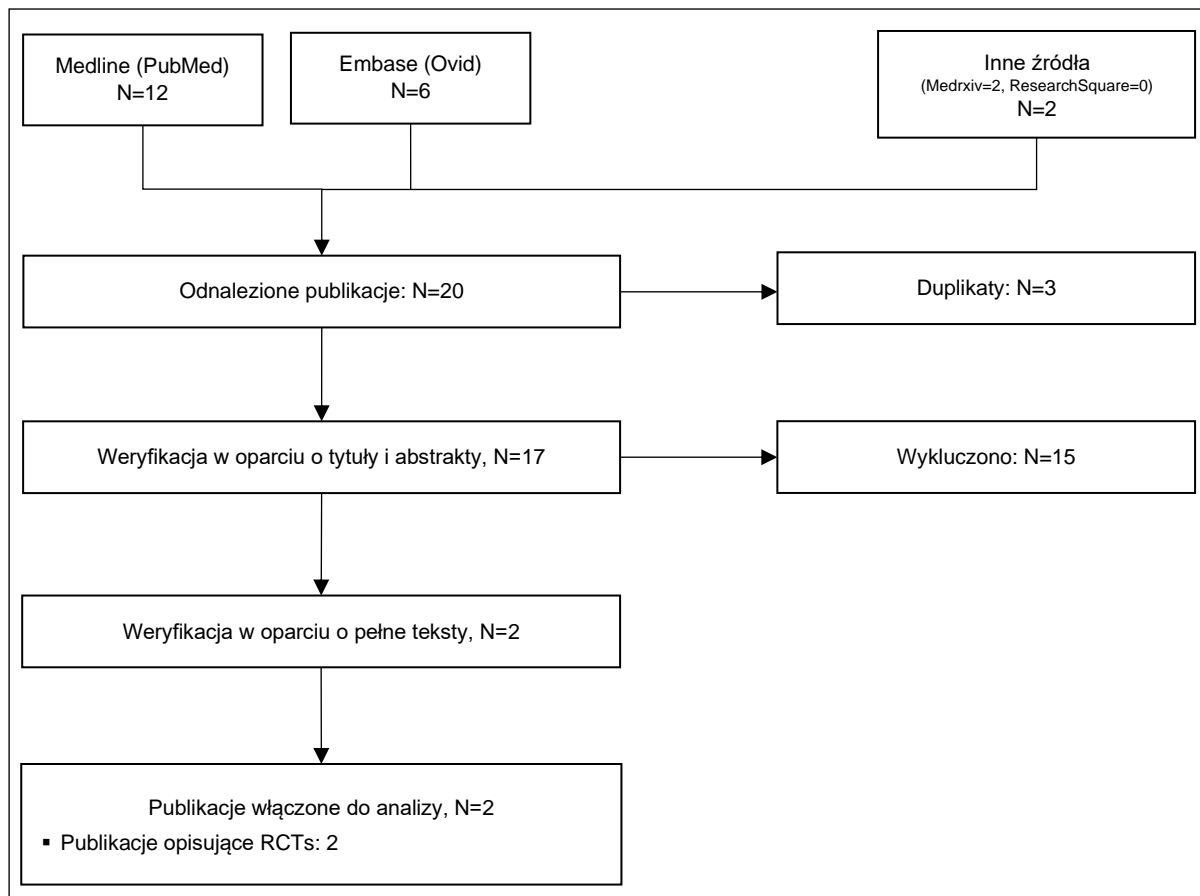 Medline (PubMed)
N=12
Embase (Ovid)
N=6
Inne źródła
(Medrxiv=2, ResearchSquare=0)
N=2
Odnalezione publikacje: N=20
Duplikaty: N=3
Weryfikacja w oparciu o tytuły i abstrakty, N=17
Wykluczono: N=15
Weryfikacja w oparciu o pełne teksty, N=2
Publikacje włączone do analizy, N=2
▪ Publikacje opisujące RCTs: 2